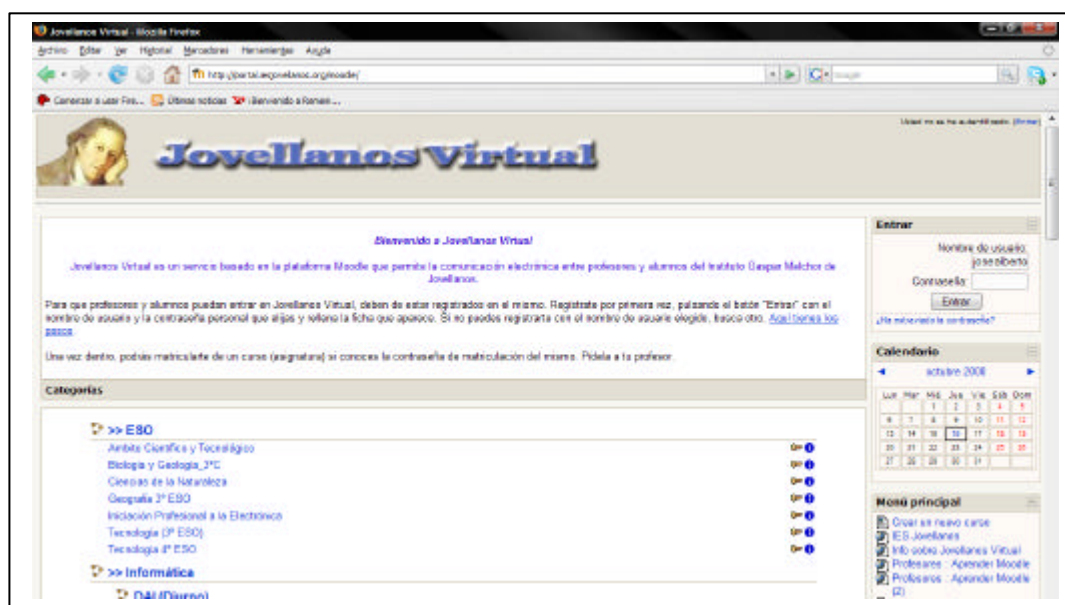 Jovellanos Virtual - Mozilla Firefox
Archivo Editar Ver Historial Marcadores Herramientas Ayuda
Comenzar a usar Fire... Últimas noticias ¡Bienvenido a Ranein ...
Usted no se ha autentificado. (Entrar)
Jovellanos Virtual
Bienvenido a Jovellanos Virtual
Jovellanos Virtual es un servicio basado en la plataforma Moodle que permite la comunicación electrónica entre profesores y alumnos del Instituto Gaspar Melchor de
Jovellanos.
Para que profesores y alumnos puedan entrar en Jovellanos Virtual, deben de estar registrados en el mismo. Regístrate por primera vez, pulsando el botón "Entrar" con el
nombre de usuario y la contraseña personal que elijas y rellena la ficha que aparece. Si no puedes registrarte con el nombre de usuario elegido, busca otro. Aquí tienes los
pasos.
Una vez dentro, podrás matricularte de un curso (asignatura) si conoces la contraseña de matriculación del mismo. Pídela a tu profesor.
Categorías
>> ESO
Ambito Científico y Tecnológico
Biología y Geología_3ºC
Ciencias de la Naturaleza
Geografía 3º ESO
Iniciación Profesional a la Electrónica
Tecnología (3º ESO)
Tecnología 4º ESO
>> Informática
DAI (Diurno)
Entrar
Nombre de usuario:
josealberto
Contraseña:
Entrar
¿Ha extraviado la contraseña?
Calendario
octubre 2008
Lun Mar Mié Jue Vie Sáb Dom
1 2 3 4 5
6 7 8 9 10 11 12
13 14 15 16 17 18 19
20 21 22 23 24 25 26
27 28 29 30 31
Menú principal
Crear un nuevo curso
IES Jovellanos
Info sobre Jovellanos Virtual
Profesores : Aprender Moodle
Profesores : Aprender Moodle
(2)